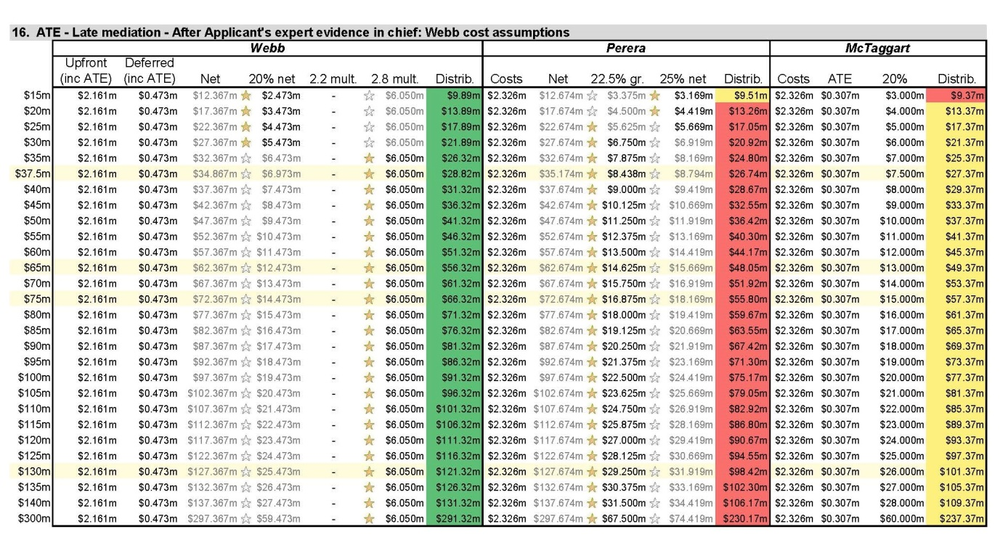 16. ATE - Late mediation - After Applicant's expert evidence in chief: Webb cost assumptions
Webb Perera McTaggart
Upfront Deferred
(inc ATE) (inc ATE) Net 20% net 2.2 mult. 2.8 mult. Distrib. Costs Net 22.5% gr. 25% net Distrib. Costs ATE 20% Distrib.
$15m $2.161m $0.473m $12.367m $2.473m - $6.050m $9.89m $2.326m $12.674m $3.375m $3.169m $9.51m $2.326m $0.307m $3.000m $9.37m
$20m $2.161m $0.473m $17.367m $3.473m - $6.050m $13.89m $2.326m $17.674m $4.500m $4.419m $13.26m $2.326m $0.307m $4.000m $13.37m
$25m $2.161m $0.473m $22.367m $4.473m - $6.050m $17.89m $2.326m $22.674m $5.625m $5.669m $17.05m $2.326m $0.307m $5.000m $17.37m
$30m $2.161m $0.473m $27.367m $5.473m - $6.050m $21.89m $2.326m $27.674m $6.750m $6.919m $20.92m $2.326m $0.307m $6.000m $21.37m
$35m $2.161m $0.473m $32.367m $6.473m - $6.050m $26.32m $2.326m $32.674m $7.875m $8.169m $24.80m $2.326m $0.307m $7.000m $25.37m
$37.5m $2.161m $0.473m $34.867m $6.973m - $6.050m $28.82m $2.326m $35.174m $8.438m $8.794m $26.74m $2.326m $0.307m $7.500m $27.37m
$40m $2.161m $0.473m $37.367m $7.473m - $6.050m $31.32m $2.326m $37.674m $9.000m $9.419m $28.67m $2.326m $0.307m $8.000m $29.37m
$45m $2.161m $0.473m $42.367m $8.473m - $6.050m $36.32m $2.326m $42.674m $10.125m $10.669m $32.55m $2.326m $0.307m $9.000m $33.37m
$50m $2.161m $0.473m $47.367m $9.473m - $6.050m $41.32m $2.326m $47.674m $11.250m $11.919m $36.42m $2.326m $0.307m $10.000m $37.37m
$55m $2.161m $0.473m $52.367m $10.473m - $6.050m $46.32m $2.326m $52.674m $12.375m $13.169m $40.30m $2.326m $0.307m $11.000m $41.37m
$60m $2.161m $0.473m $57.367m $11.473m - $6.050m $51.32m $2.326m $57.674m $13.500m $14.419m $44.17m $2.326m $0.307m $12.000m $45.37m
$65m $2.161m $0.473m $62.367m $12.473m - $6.050m $56.32m $2.326m $62.674m $14.625m $15.669m $48.05m $2.326m $0.307m $13.000m $49.37m
$70m $2.161m $0.473m $67.367m $13.473m - $6.050m $61.32m $2.326m $67.674m $15.750m $16.919m $51.92m $2.326m $0.307m $14.000m $53.37m
$75m $2.161m $0.473m $72.367m $14.473m - $6.050m $66.32m $2.326m $72.674m $16.875m $18.169m $55.80m $2.326m $0.307m $15.000m $57.37m
$80m $2.161m $0.473m $77.367m $15.473m - $6.050m $71.32m $2.326m $77.674m $18.000m $19.419m $59.67m $2.326m $0.307m $16.000m $61.37m
$85m $2.161m $0.473m $82.367m $16.473m - $6.050m $76.32m $2.326m $82.674m $19.125m $20.669m $63.55m $2.326m $0.307m $17.000m $65.37m
$90m $2.161m $0.473m $87.367m $17.473m - $6.050m $81.32m $2.326m $87.674m $20.250m $21.919m $67.42m $2.326m $0.307m $18.000m $69.37m
$95m $2.161m $0.473m $92.367m $18.473m - $6.050m $86.32m $2.326m $92.674m $21.375m $23.169m $71.30m $2.326m $0.307m $19.000m $73.37m
$100m $2.161m $0.473m $97.367m $19.473m - $6.050m $91.32m $2.326m $97.674m $22.500m $24.419m $75.17m $2.326m $0.307m $20.000m $77.37m
$105m $2.161m $0.473m $102.367m $20.473m - $6.050m $96.32m $2.326m $102.674m $23.625m $25.669m $79.05m $2.326m $0.307m $21.000m $81.37m
$110m $2.161m $0.473m $107.367m $21.473m - $6.050m $101.32m $2.326m $107.674m $24.750m $26.919m $82.92m $2.326m $0.307m $22.000m $85.37m
$115m $2.161m $0.473m $112.367m $22.473m - $6.050m $106.32m $2.326m $112.674m $25.875m $28.169m $86.80m $2.326m $0.307m $23.000m $89.37m
$120m $2.161m $0.473m $117.367m $23.473m - $6.050m $111.32m $2.326m $117.674m $27.000m $29.419m $90.67m $2.326m $0.307m $24.000m $93.37m
$125m $2.161m $0.473m $122.367m $24.473m - $6.050m $116.32m $2.326m $122.674m $28.125m $30.669m $94.55m $2.326m $0.307m $25.000m $97.37m
$130m $2.161m $0.473m $127.367m $25.473m - $6.050m $121.32m $2.326m $127.674m $29.250m $31.919m $98.42m $2.326m $0.307m $26.000m $101.37m
$135m $2.161m $0.473m $132.367m $26.473m - $6.050m $126.32m $2.326m $132.674m $30.375m $33.169m $102.30m $2.326m $0.307m $27.000m $105.37m
$140m $2.161m $0.473m $137.367m $27.473m - $6.050m $131.32m $2.326m $137.674m $31.500m $34.419m $106.17m $2.326m $0.307m $28.000m $109.37m
$300m $2.161m $0.473m $297.367m $59.473m - $6.050m $291.32m $2.326m $297.674m $67.500m $74.419m $230.17m $2.326m $0.307m $60.000m $237.37m